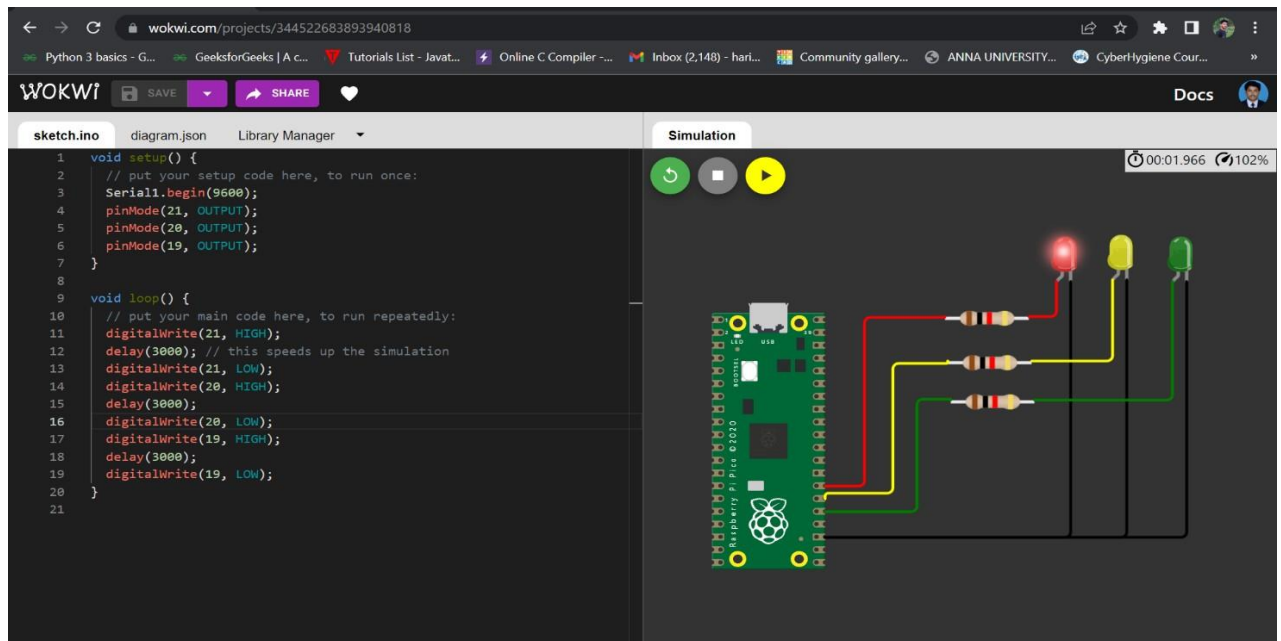 wokwi.com/projects/344522683893940818
Python 3 basics - G... GeeksforGeeks | A c... Tutorials List - Javat... Online C Compiler -... Inbox (2,148) - hari... Community gallery... ANNA UNIVERSITY... CyberHygiene Cour... »
WOKWI SAVE SHARE Docs
sketch.ino diagram.json Library Manager Simulation
00:01.966 102%
1 void setup() {
2 // put your setup code here, to run once:
3 Serial1.begin(9600);
4 pinMode(21, OUTPUT);
5 pinMode(20, OUTPUT);
6 pinMode(19, OUTPUT);
7 }
8
9 void loop() {
10 // put your main code here, to run repeatedly:
11 digitalWrite(21, HIGH);
12 delay(3000); // this speeds up the simulation
13 digitalWrite(21, LOW);
14 digitalWrite(20, HIGH);
15 delay(3000);
16 digitalWrite(20, LOW);
17 digitalWrite(19, HIGH);
18 delay(3000);
19 digitalWrite(19, LOW);
20 }
21
LED USB
BOOTSEL
Raspberry Pi Pico ©2020